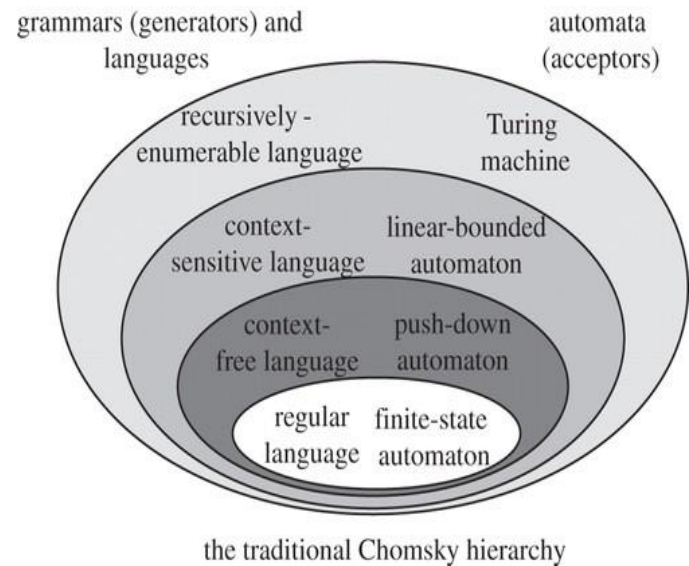 grammars (generators) and
languages
automata
(acceptors)
recursively -
enumerable language
Turing
machine
context-
sensitive language
linear-bounded
automaton
context-
free language
push-down
automaton
regular
language
finite-state
automaton
the traditional Chomsky hierarchy